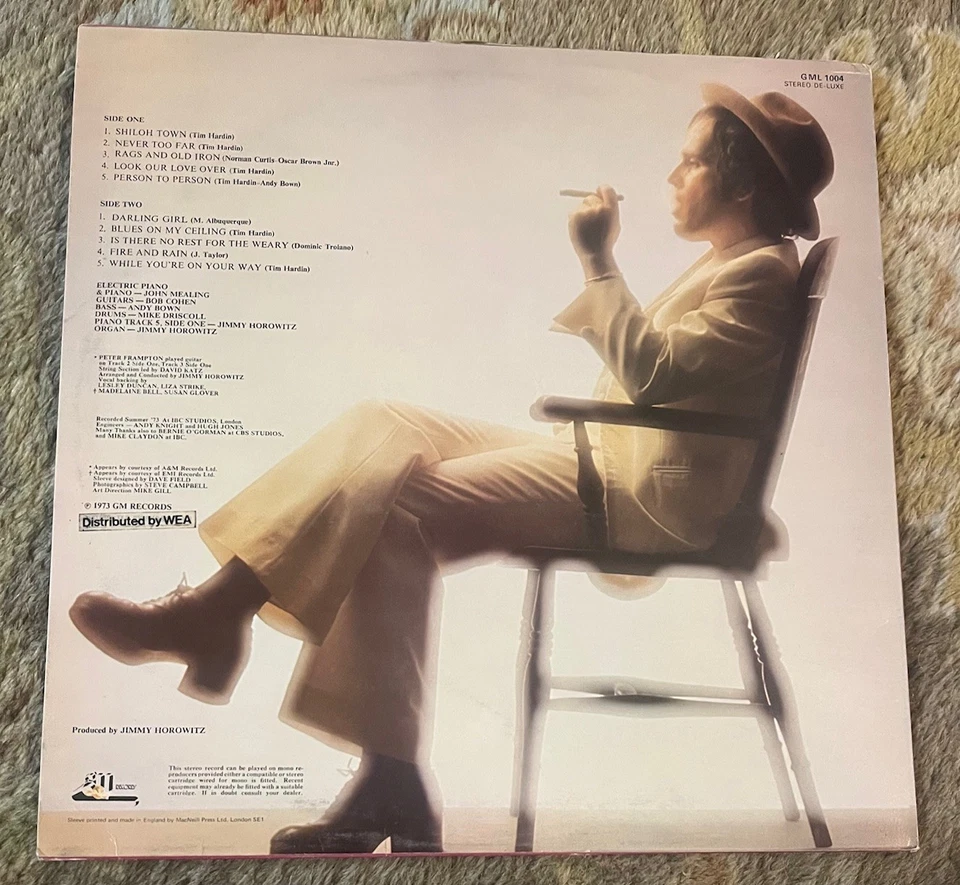 GML 1004
STEREO DE-LUXE
SIDE ONE
1. SHILOH TOWN (Tim Hardin)
2. NEVER TOO FAR (Tim Hardin)
3. RAGS AND OLD IRON (Norman Curtis-Oscar Brown Jnr.)
4. LOOK OUR LOVE OVER (Tim Hardin)
5. PERSON TO PERSON (Tim Hardin-Andy Bown)
SIDE TWO
1. DARLING GIRL (M. Albuquerque)
2. BLUES ON MY CEILING (Tim Hardin)
3. IS THERE NO REST FOR THE WEARY (Dominic Troiano)
4. FIRE AND RAIN (J. Taylor)
5. WHILE YOU'RE ON YOUR WAY (Tim Hardin)
ELECTRIC PIANO
& PIANO — JOHN MEALING
GUITARS — BOB COHEN
BASS — ANDY BOWN
DRUMS — MIKE DRISCOLL
PIANO TRACK 5, SIDE ONE — JIMMY HOROWITZ
ORGAN — JIMMY HOROWITZ
* PETER FRAMPTON played guitar
on Track 2 Side One, Track 3 Side One
String Section led by DAVID KATZ
Arranged and Conducted by JIMMY HOROWITZ
Vocal backing by
LESLEY DUNCAN, LIZA STRIKE,
† MADELAINE BELL, SUSAN GLOVER
Recorded Summer '73 At IBC STUDIOS, London
Engineers — ANDY KNIGHT and HUGH JONES
Many Thanks also to BERNIE O'GORMAN at CBS STUDIOS,
and MIKE CLAYDON at IBC.
* Appears by courtesy of A&M Records Ltd.
† Appears by courtesy of EMI Records Ltd.
Sleeve designed by DAVE FIELD
Photographics by STEVE CAMPBELL
Art Direction MIKE GILL
℗ 1973 GM RECORDS
Distributed by WEA
Produced by JIMMY HOROWITZ
gm
This stereo record can be played on mono re-
producers provided either a compatible or stereo
cartridge wired for mono is fitted. Recent
equipment may already be fitted with a suitable
cartridge. If in doubt consult your dealer.
Sleeve printed and made in England by MacNeill Press Ltd. London SE1